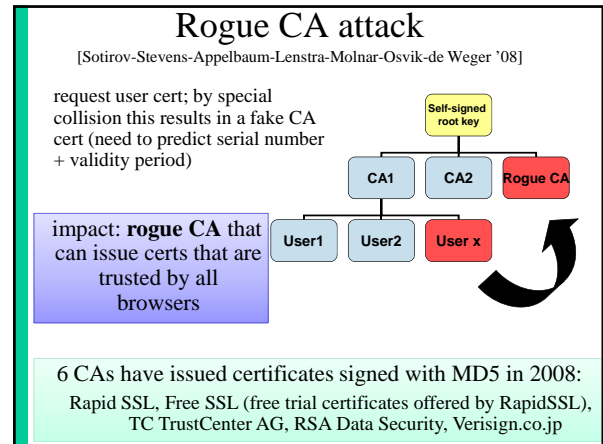 Rogue CA attack
[Sotirov-Stevens-Appelbaum-Lenstra-Molnar-Osvik-de Weger ’08]
request user cert; by special
collision this results in a fake CA
cert (need to predict serial number
+ validity period)
Self-signed
root key
CA1
CA2
Rogue CA
impact: rogue CA that
can issue certs that are
trusted by all
browsers
User1
User2
User x
6 CAs have issued certificates signed with MD5 in 2008:
Rapid SSL, Free SSL (free trial certificates offered by RapidSSL),
TC TrustCenter AG, RSA Data Security, Verisign.co.jp